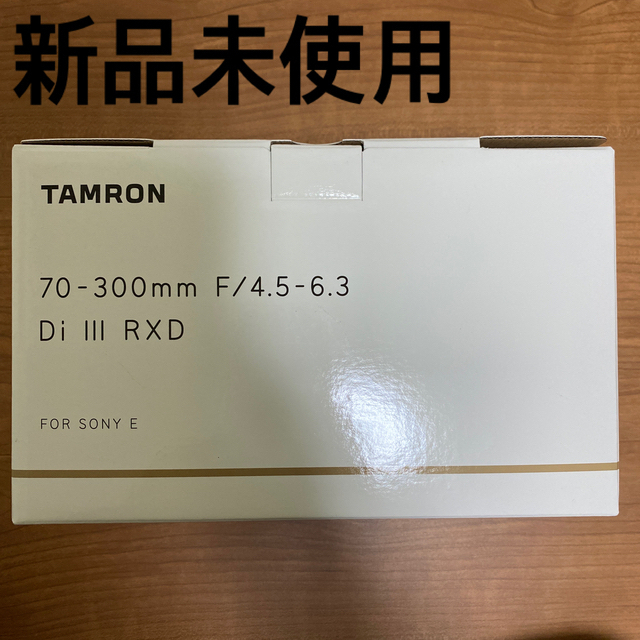 新品未使用
TAMRON
70-300mm F/4.5-6.3
Di III RXD
FOR SONY E